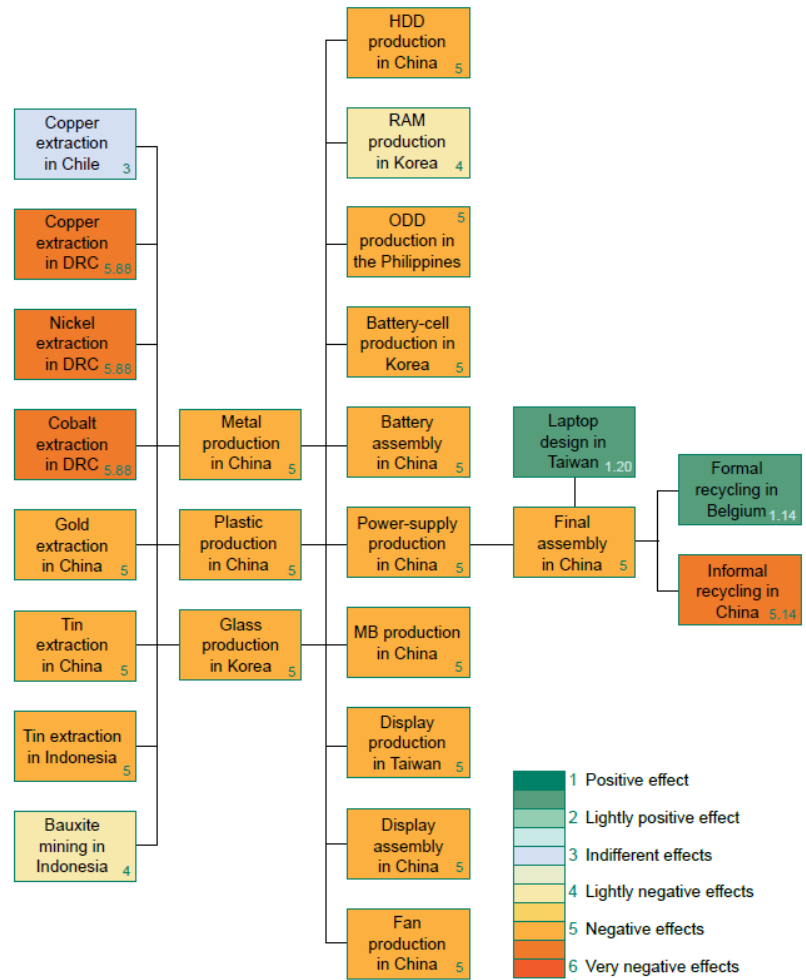 HDD
production
in China
5
Copper
extraction
in Chile
3
RAM
production
in Korea
4
Copper
extraction
in DRC
5.88
ODD
production in
the Philippines
5
Nickel
extraction
in DRC
5.88
Battery-cell
production in
Korea
5
Cobalt
extraction
in DRC
5.88
Metal
production
in China
5
Battery
assembly
in China
5
Laptop
design in
Taiwan
1.20
Formal
recycling in
Belgium
1.14
Gold
extraction
in China
5
Plastic
production
in China
5
Power-supply
production
in China
5
Final
assembly
in China
5
Informal
recycling in
China
5.14
Tin
extraction
in China
5
Glass
production
in Korea
5
MB production
in China
5
Tin extraction
in Indonesia
5
Display
production
in Taiwan
5
Bauxite
mining in
Indonesia
4
Display
assembly
in China
5
Fan
production
in China
5
1 Positive effect
2 Lightly positive effect
3 Indifferent effects
4 Lightly negative effects
5 Negative effects
6 Very negative effects